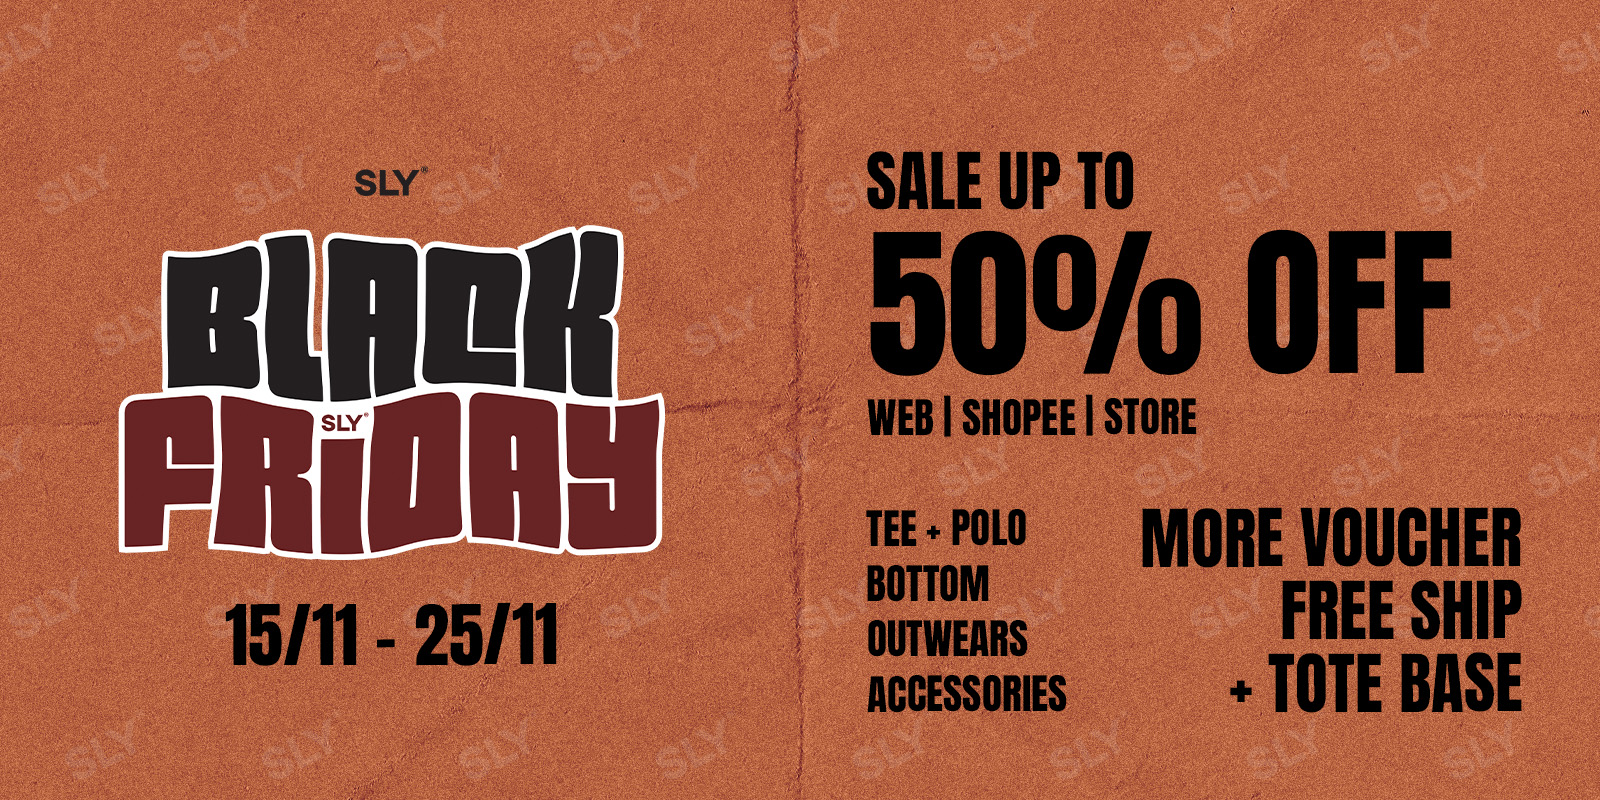 SLY®
BLACK
FRiDAY
SLY®
15/11 - 25/11
SALE UP TO
50% OFF
WEB | SHOPEE | STORE
TEE + POLO
BOTTOM
OUTWEARS
ACCESSORIES
MORE VOUCHER
FREE SHIP
+ TOTE BASE